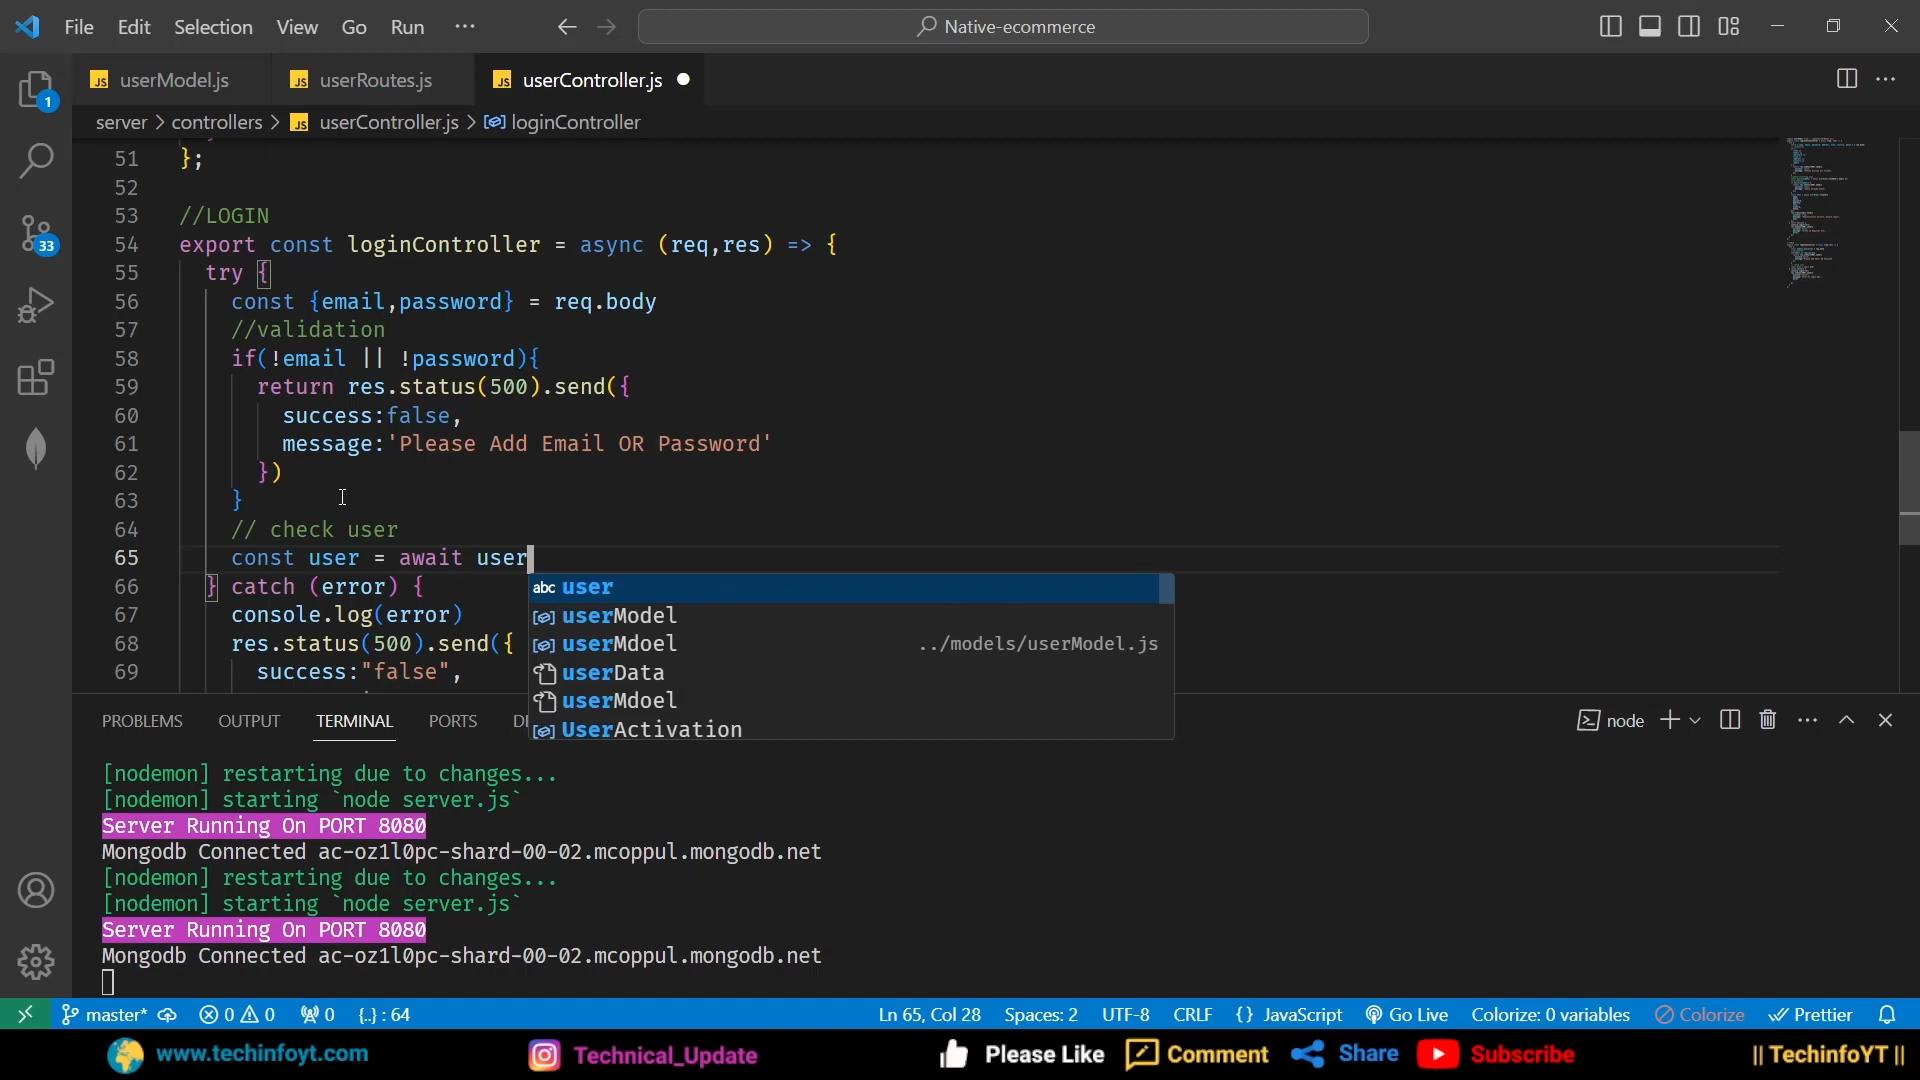 File Edit Selection View Go Run ··· Native-ecommerce
JS userModel.js JS userRoutes.js JS userController.js
server > controllers > JS userController.js > loginController
51 };
52
53 //LOGIN
54 export const loginController = async (req,res) => {
55 try {
56 const {email,password} = req.body
57 //validation
58 if(!email || !password){
59 return res.status(500).send({
60 success:false,
61 message:'Please Add Email OR Password'
62 })
63 }
64 // check user
65 const user = await user
66 } catch (error) {
67 console.log(error)
68 res.status(500).send({
69 success:"false",
abc user
userModel
userMdoel ../models/userModel.js
userData
userMdoel
UserActivation
1
33
PROBLEMS OUTPUT TERMINAL PORTS node
[nodemon] restarting due to changes...
[nodemon] starting `node server.js`
Server Running On PORT 8080
Mongodb Connected ac-oz1l0pc-shard-00-02.mcoppul.mongodb.net
[nodemon] restarting due to changes...
[nodemon] starting `node server.js`
Server Running On PORT 8080
Mongodb Connected ac-oz1l0pc-shard-00-02.mcoppul.mongodb.net
master* 0 0 0 {..} : 64 Ln 65, Col 28 Spaces: 2 UTF-8 CRLF {} JavaScript Go Live Colorize: 0 variables Colorize Prettier
www.techinfoyt.com Technical_Update Please Like Comment Share Subscribe || TechinfoYT ||